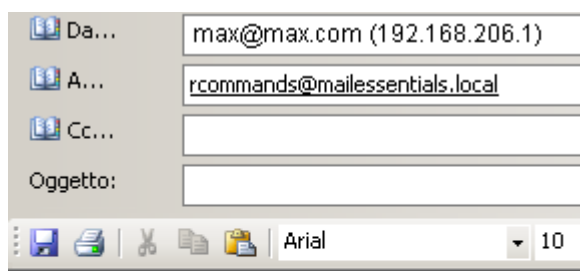 Da... max@max.com (192.168.206.1)
A... rcommands@mailessentials.local
Cc...
Oggetto:
Arial 10